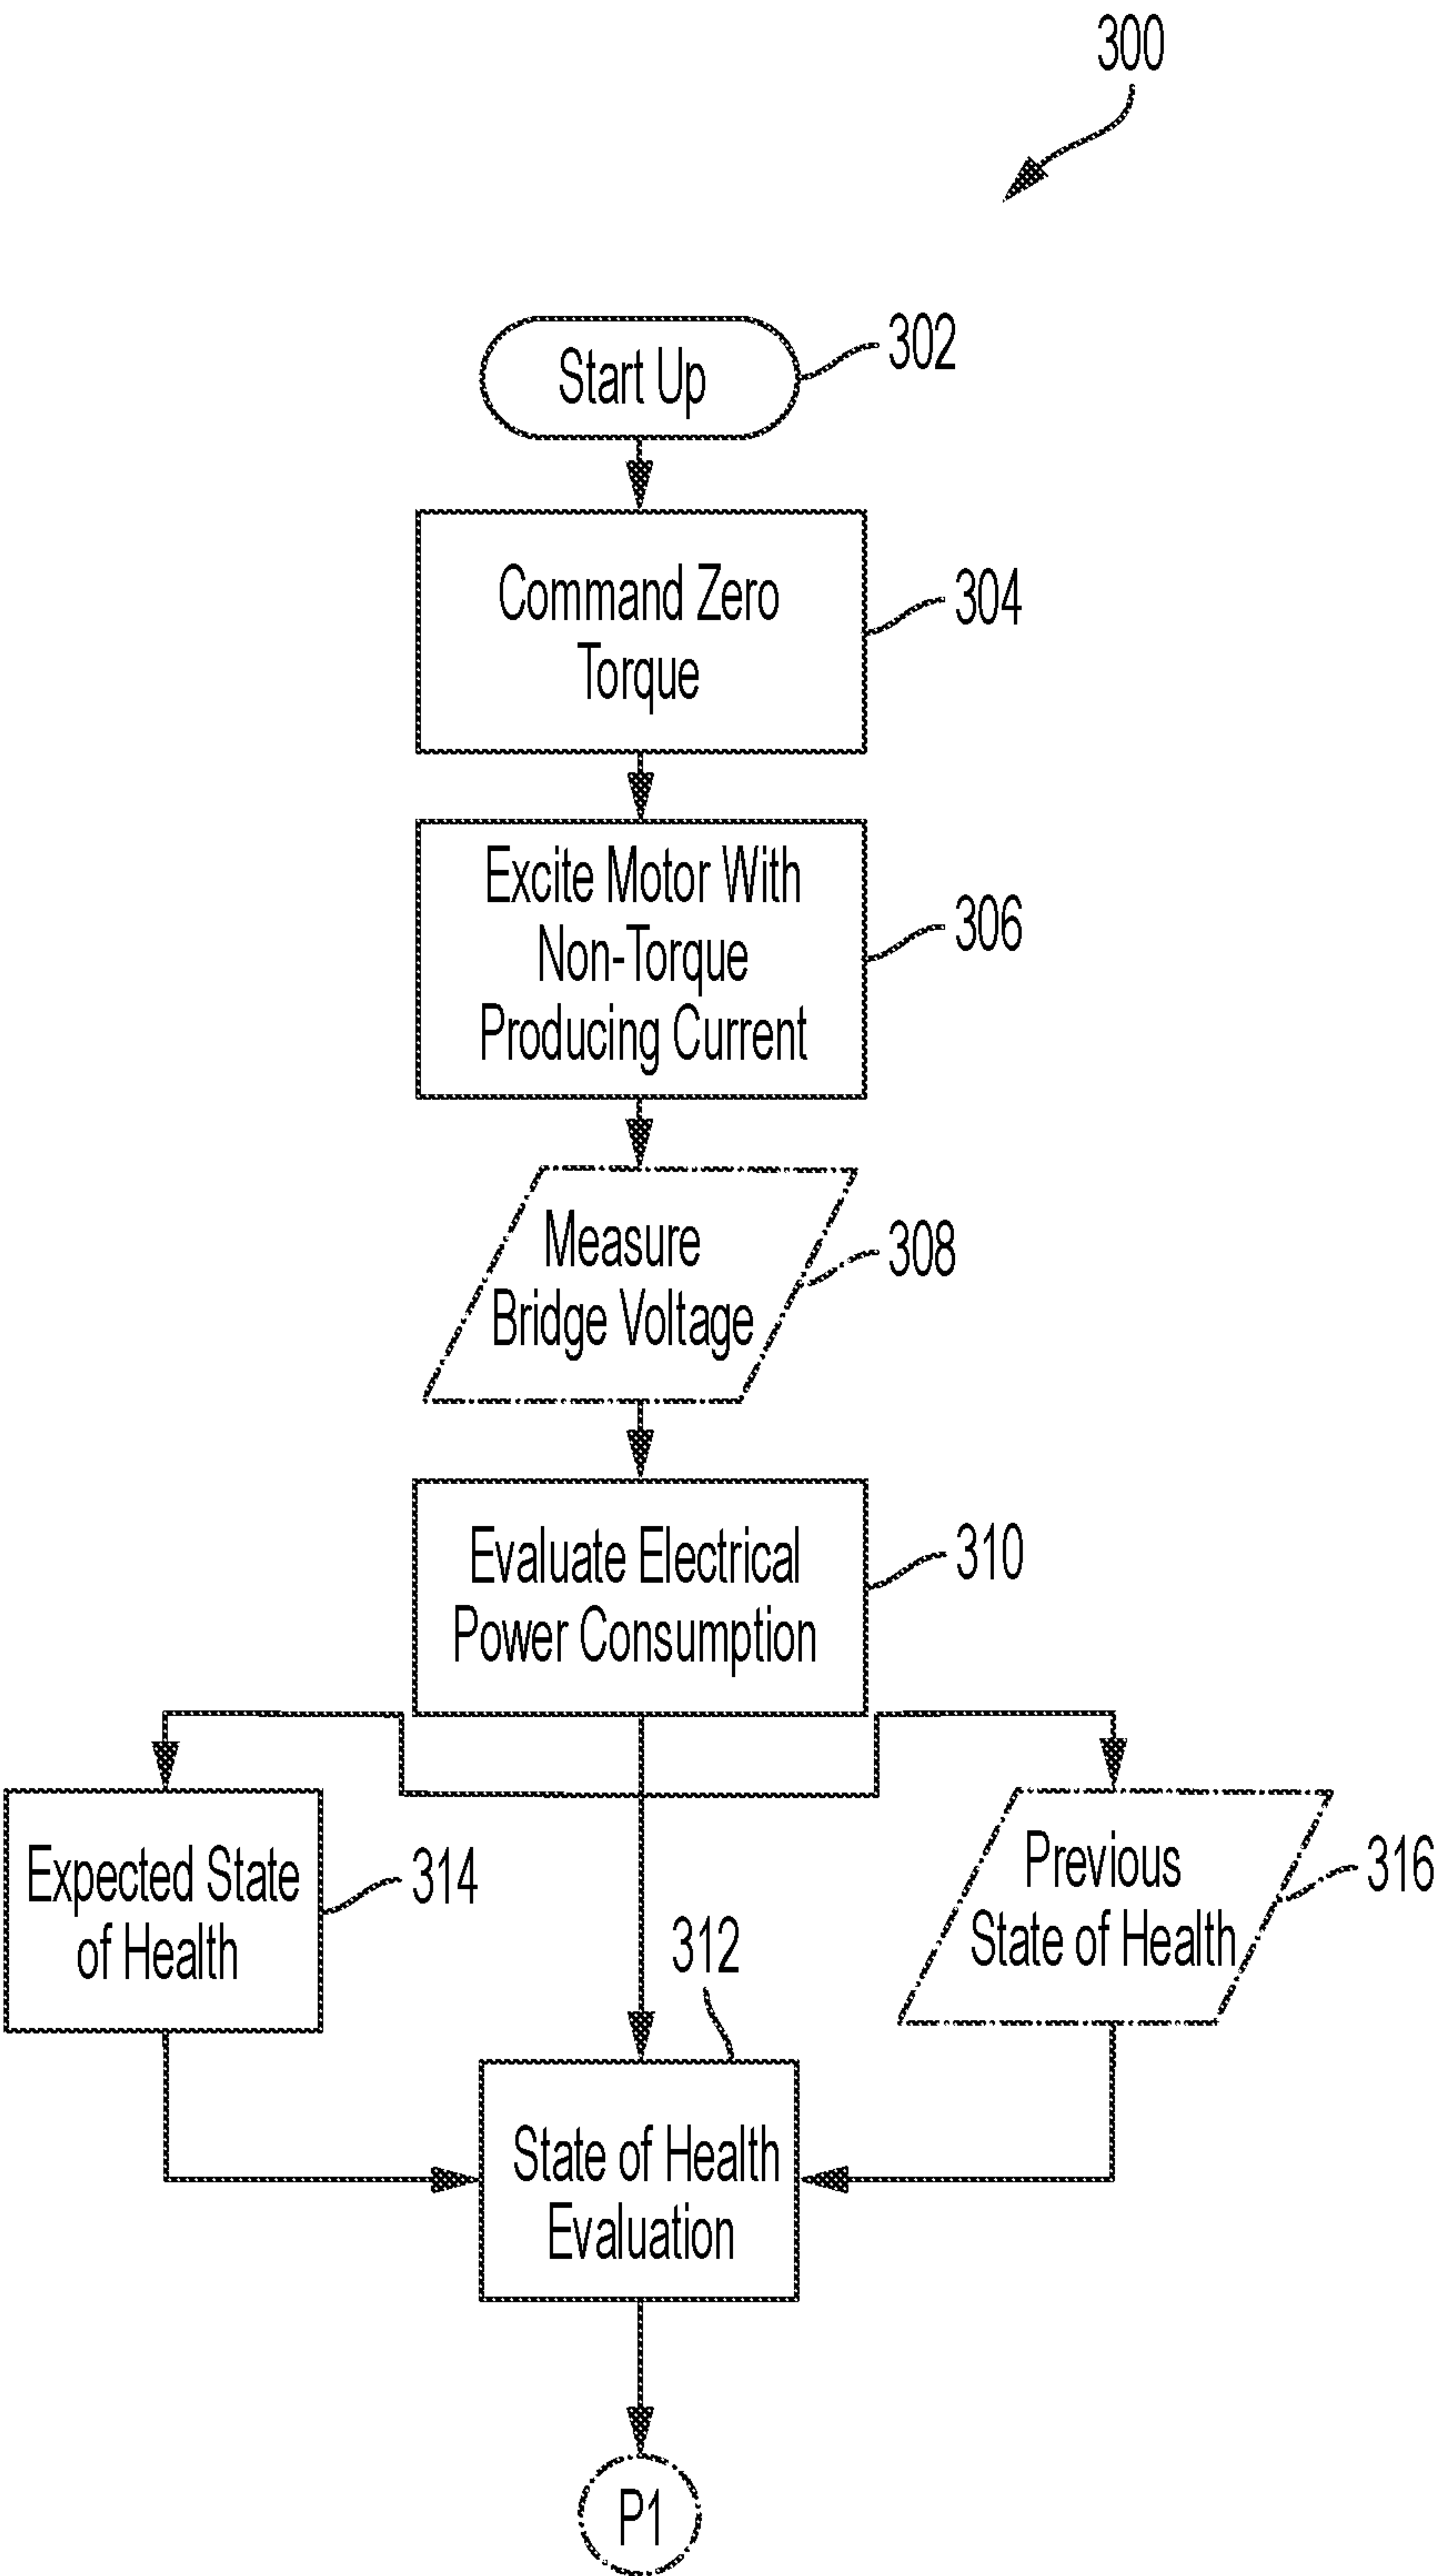 300
Start Up
302
Command Zero
Torque
304
Excite Motor With
Non-Torque
Producing Current
306
Measure
Bridge Voltage
308
Evaluate Electrical
Power Consumption
310
Expected State
of Health
314
312
Previous
State of Health
316
State of Health
Evaluation
P1